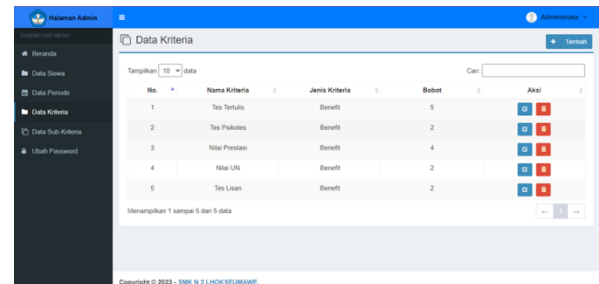 Halaman Admin
Administrator
DASHBOARD MENU
Beranda
Data Siswa
Data Periode
Data Kriteria
Data Sub-Kriteria
Ubah Password
Data Kriteria
+ Tambah
Tampilkan 10 data
Cari:
No. Nama Kriteria Jenis Kriteria Bobot Aksi
1 Tes Tertulis Benefit 5
2 Tes Psikotes Benefit 2
3 Nilai Prestasi Benefit 4
4 Nilai UN Benefit 2
5 Tes Lisan Benefit 2
Menampilkan 1 sampai 5 dari 5 data
← 1 →
Copyright © 2023 - SMK N 2 LHOKSEUMAWE.